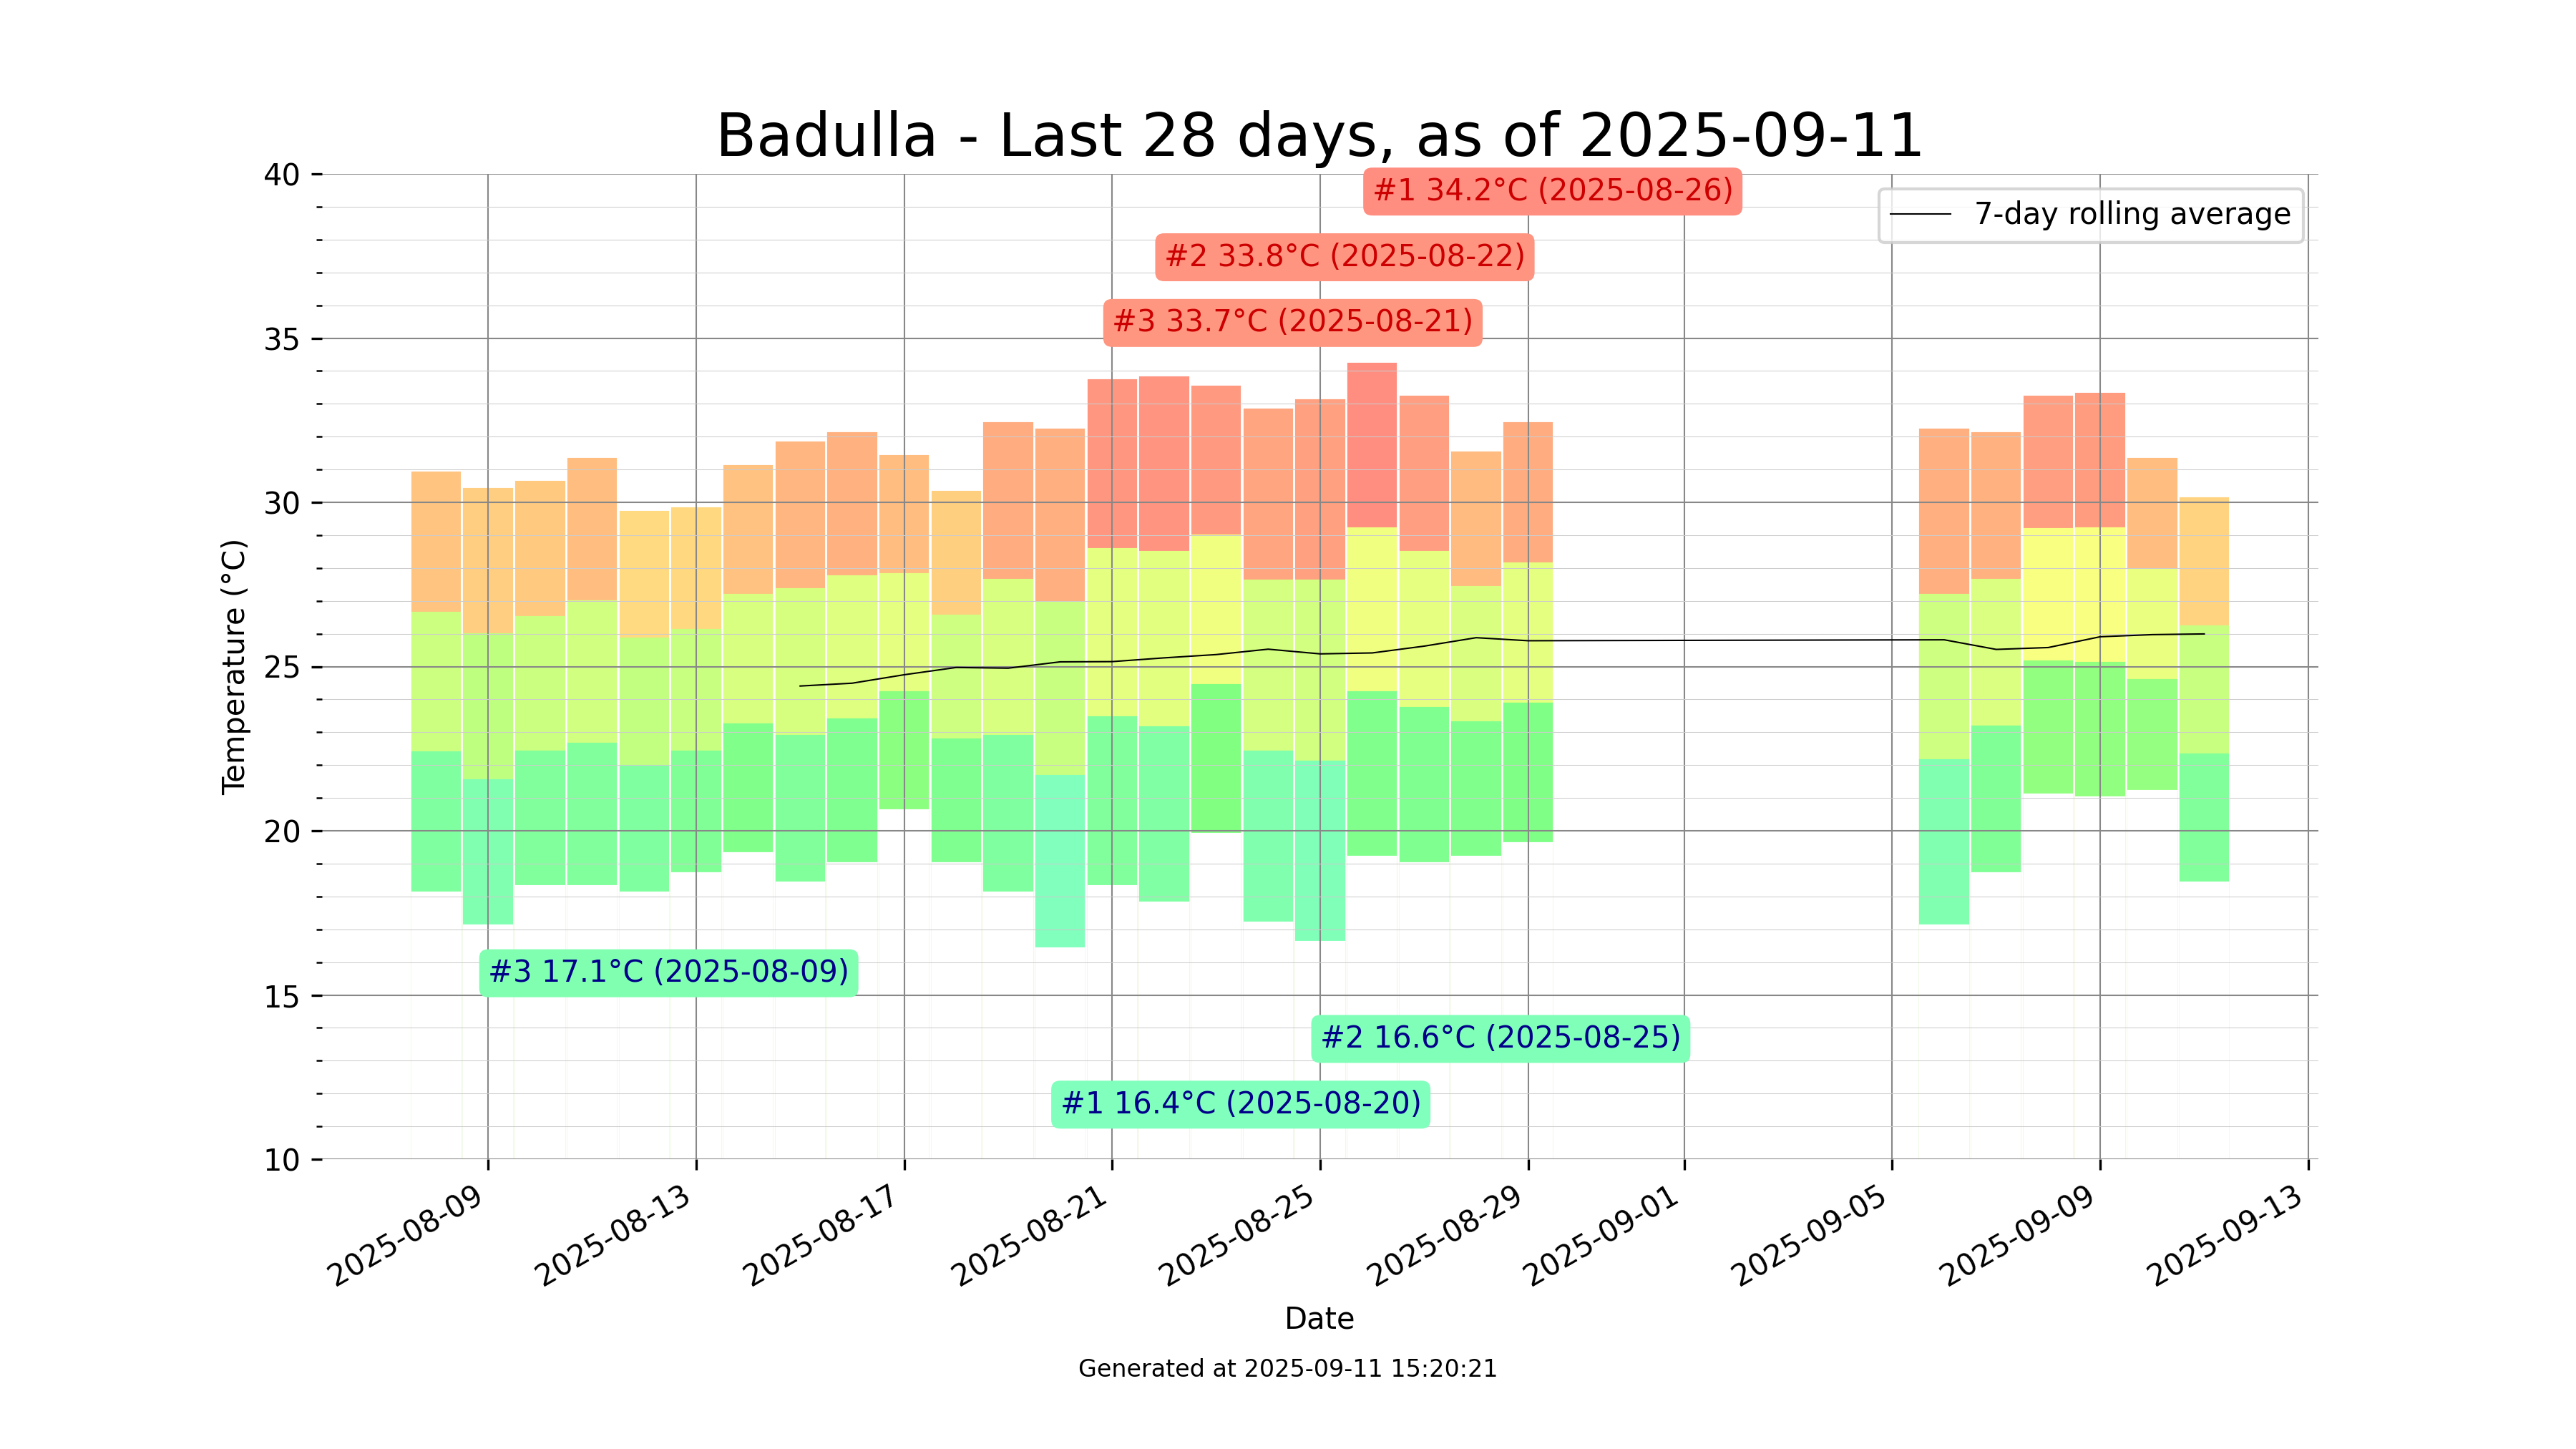 Badulla - Last 28 days, as of 2025-09-11
#1 34.2°C (2025-08-26)
7-day rolling average
#2 33.8°C (2025-08-22)
#3 33.7°C (2025-08-21)
40
35
30
25
20
15
10
Temperature (°C)
#3 17.1°C (2025-08-09)
#2 16.6°C (2025-08-25)
#1 16.4°C (2025-08-20)
2025-08-09
2025-08-13
2025-08-17
2025-08-21
2025-08-25
2025-08-29
2025-09-01
2025-09-05
2025-09-09
2025-09-13
Date
Generated at 2025-09-11 15:20:21